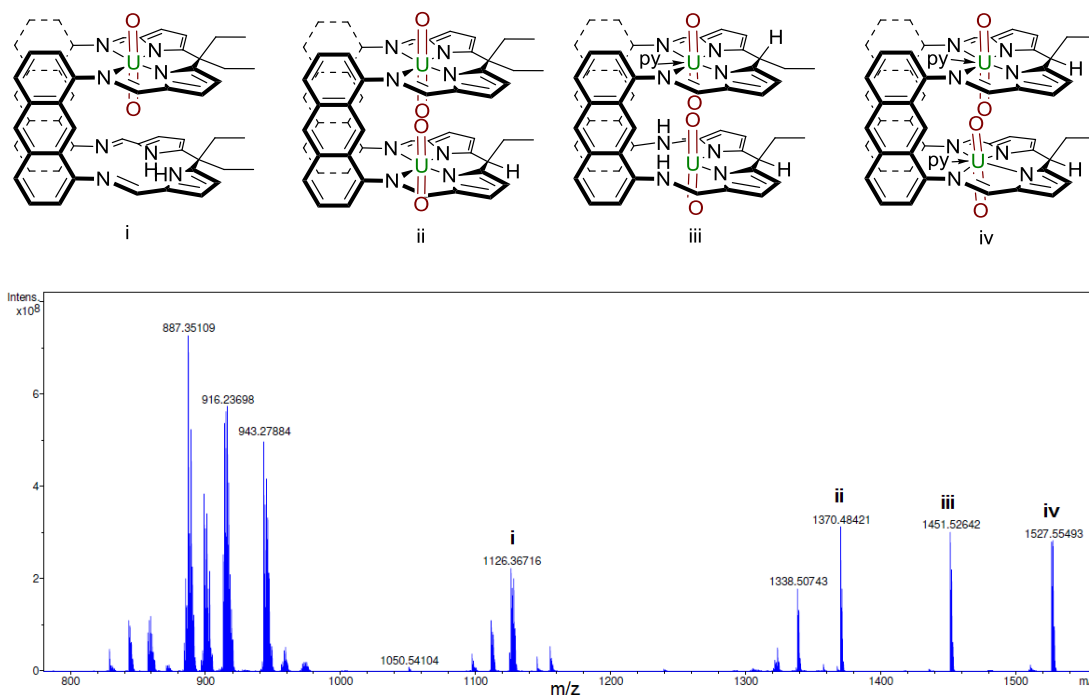 O
N N
U
N N
O
N N
H
HN
N
i
O
N N
U
N N
O
O
N N
U
N H
N
O
ii
O H
N N
py U
N N
O
H O
N N
H U N
H
N O
iii
O
N N
py U
N N H
O
O
N N
py U N H
N
O
iv
Intens.
x10⁸
887.35109
916.23698
943.27884
1050.54104
i
1126.36716
1338.50743
ii
1370.48421
iii
1451.52642
iv
1527.55493
6
4
2
0
800 900 1000 1100 1200 1300 1400 1500
m/z